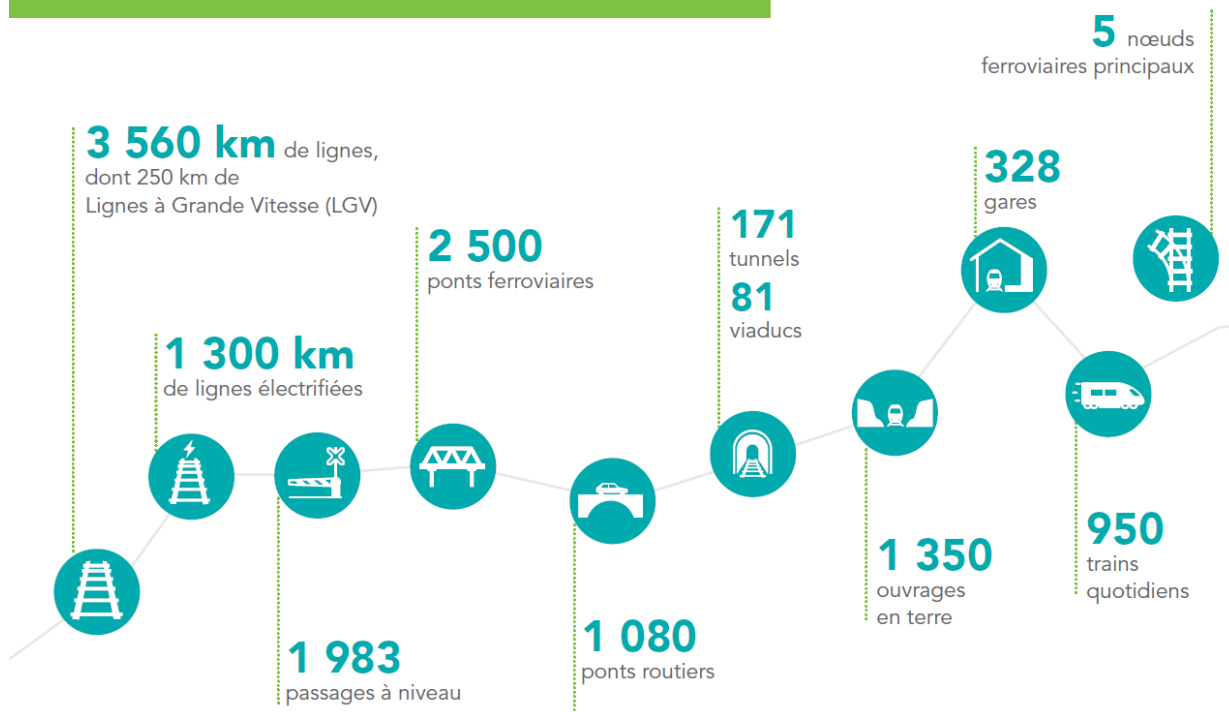 3 560 km de lignes,
dont 250 km de
Lignes à Grande Vitesse (LGV)
1 300 km
de lignes électrifiées
1 983
passages à niveau
2 500
ponts ferroviaires
1 080
ponts routiers
171
tunnels
81
viaducs
1 350
ouvrages
en terre
328
gares
950
trains
quotidiens
5 nœuds
ferroviaires principaux